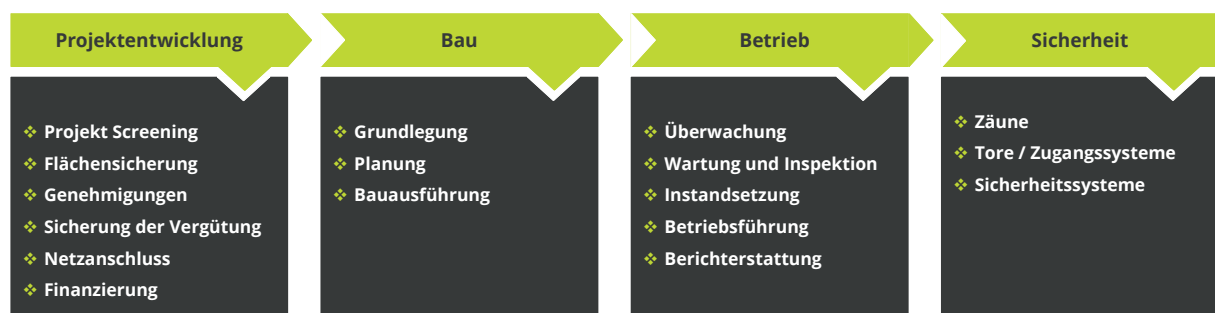 Projektentwicklung
Projekt Screening
Flächensicherung
Genehmigungen
Sicherung der Vergütung
Netzanschluss
Finanzierung
Bau
Grundlegung
Planung
Bauausführung
Betrieb
Überwachung
Wartung und Inspektion
Instandsetzung
Betriebsführung
Berichterstattung
Sicherheit
Zäune
Tore / Zugangssysteme
Sicherheitssysteme